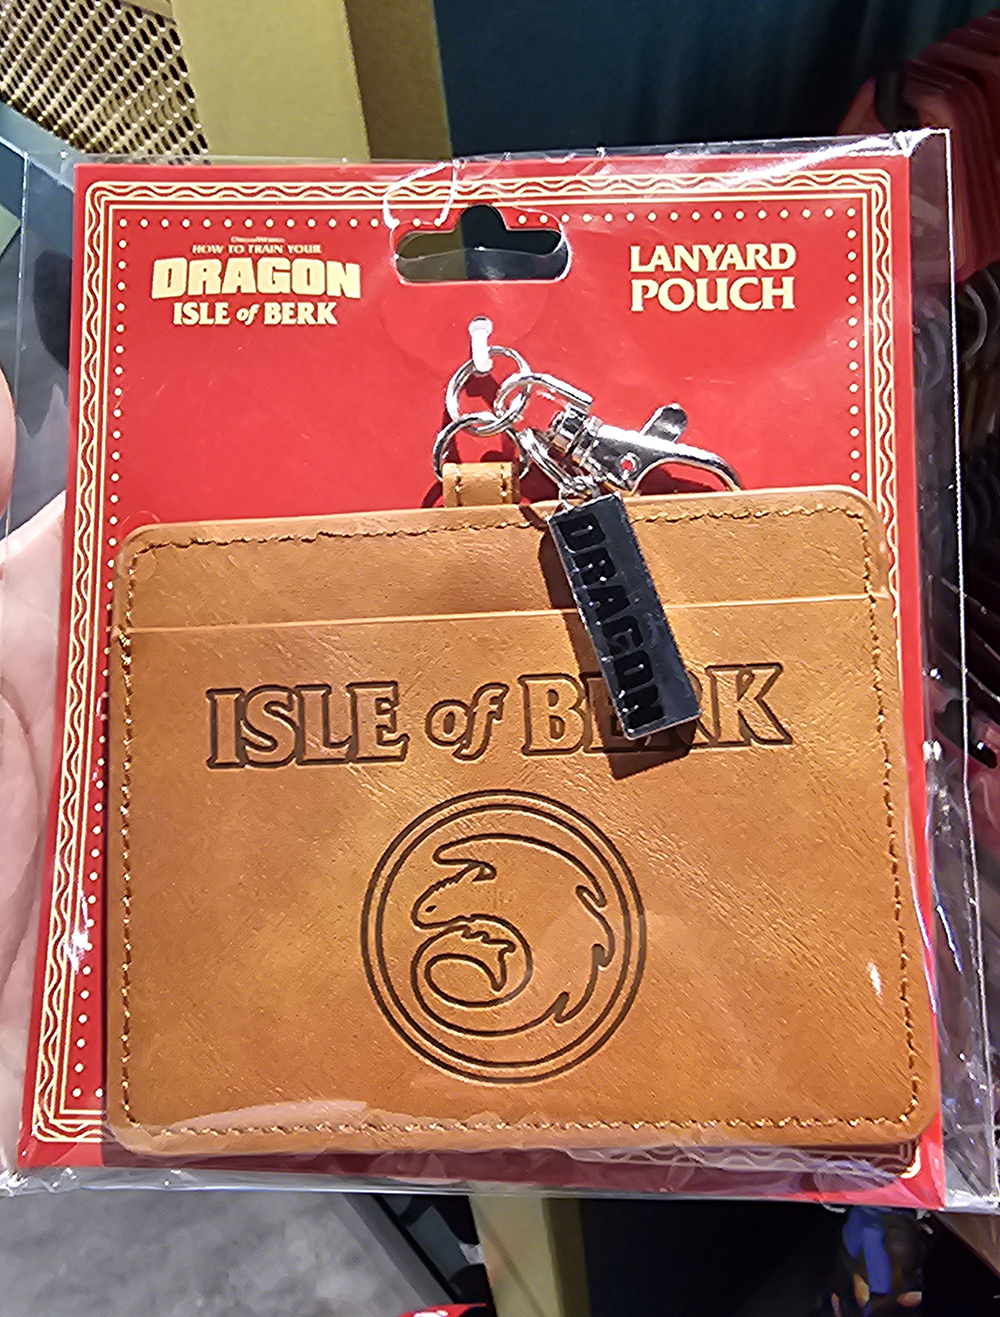 DreamWorks
HOW TO TRAIN YOUR
DRAGON
ISLE of BERK
LANYARD
POUCH
DRAGON
ISLE of BERK